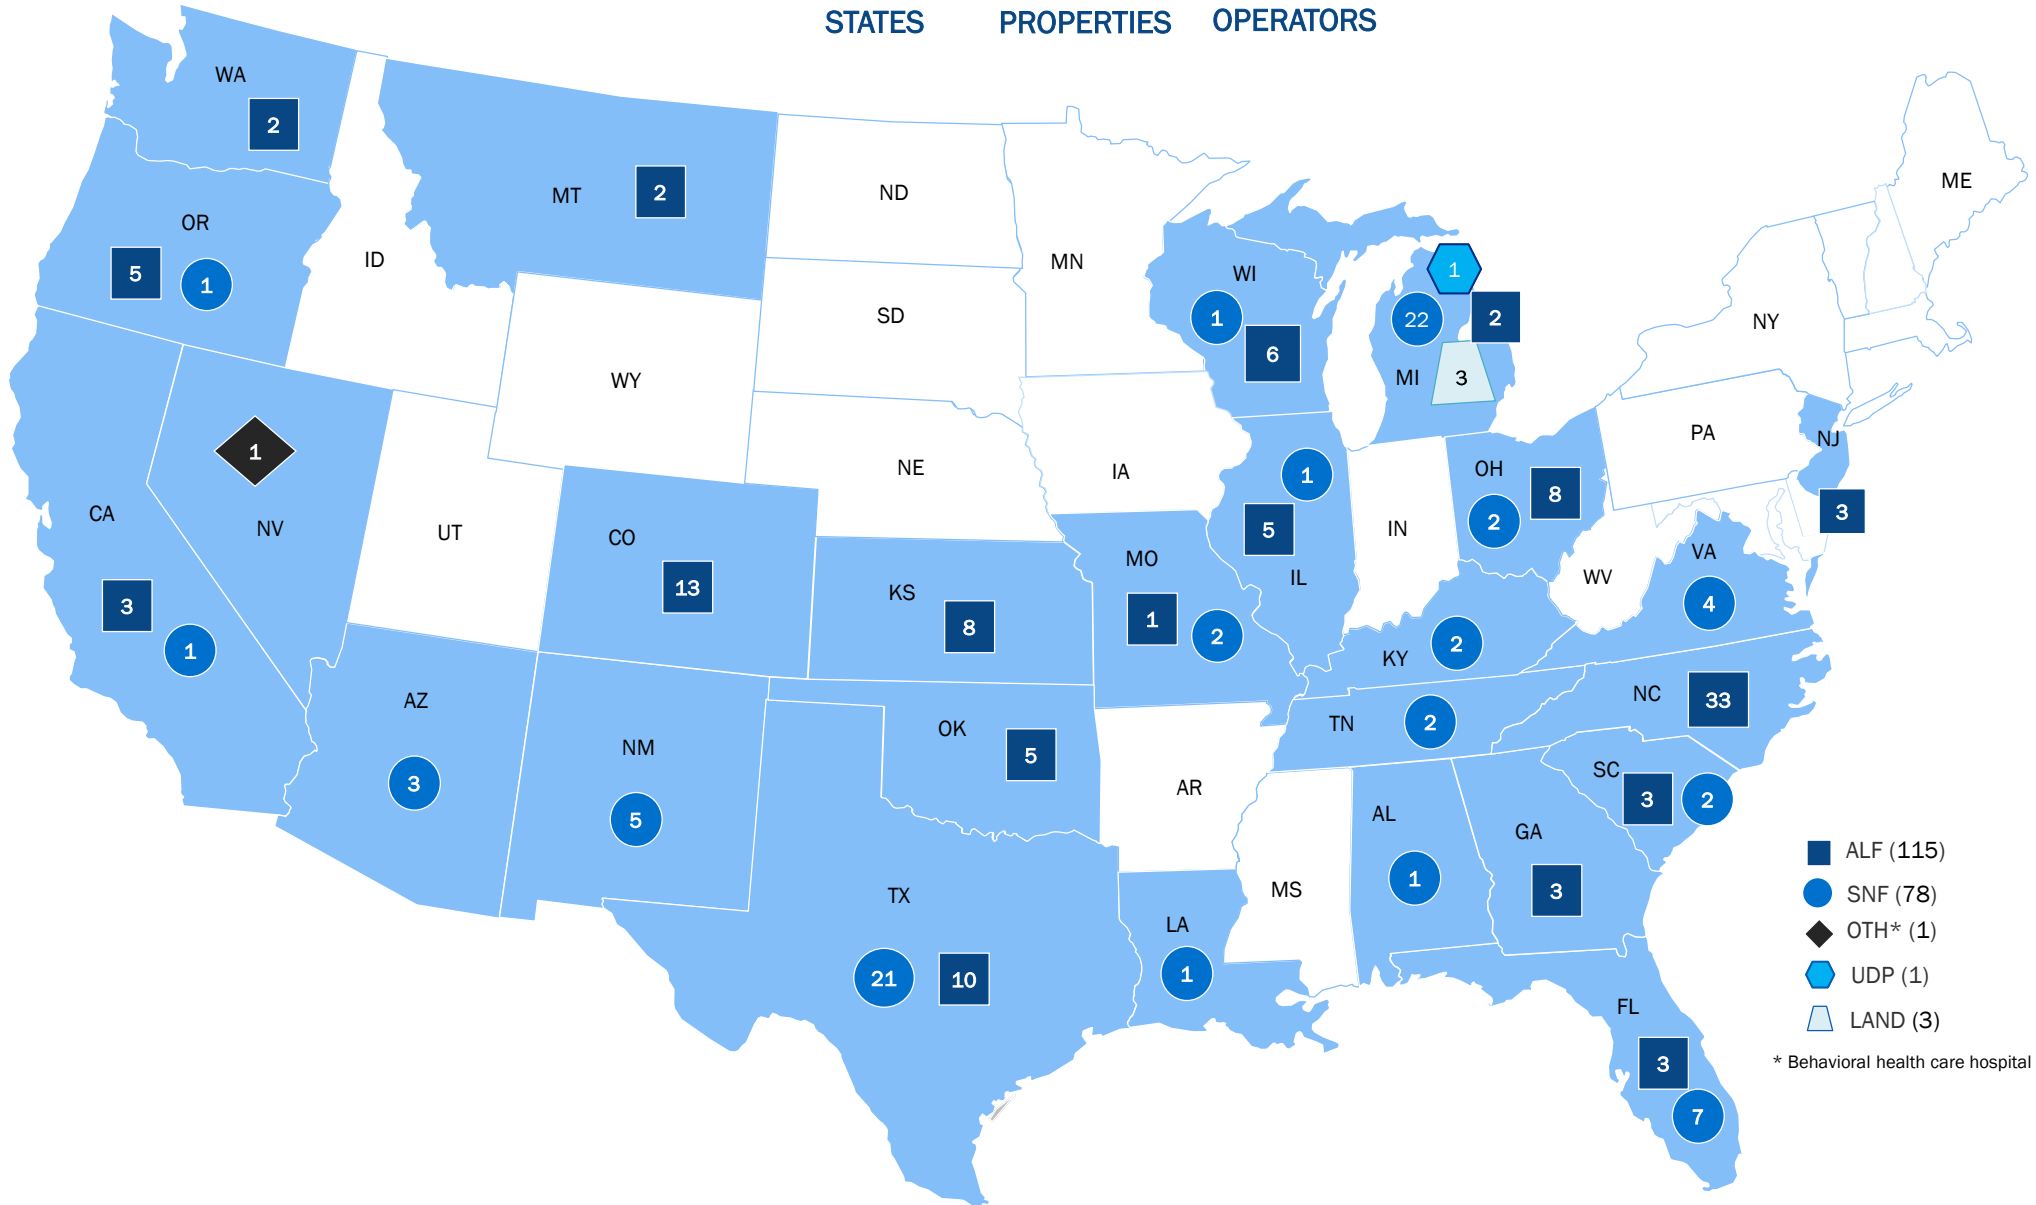 STATES PROPERTIES OPERATORS
WA
2
MT
2
ND
ME
OR
5
1
ID
MN
WI
1
6
1
22
2
MI
3
SD
NY
WY
1
NV
CA
3
1
UT
CO
13
NE
IA
IL
1
5
IN
OH
2
8
PA
NJ
3
KS
8
MO
1
2
WV
VA
4
KY
2
AZ
3
NM
5
OK
5
TN
2
NC
33
AR
SC
3
2
TX
21
10
LA
1
MS
AL
1
GA
3
FL
3
7
ALF (115)
SNF (78)
OTH* (1)
UDP (1)
LAND (3)
* Behavioral health care hospital